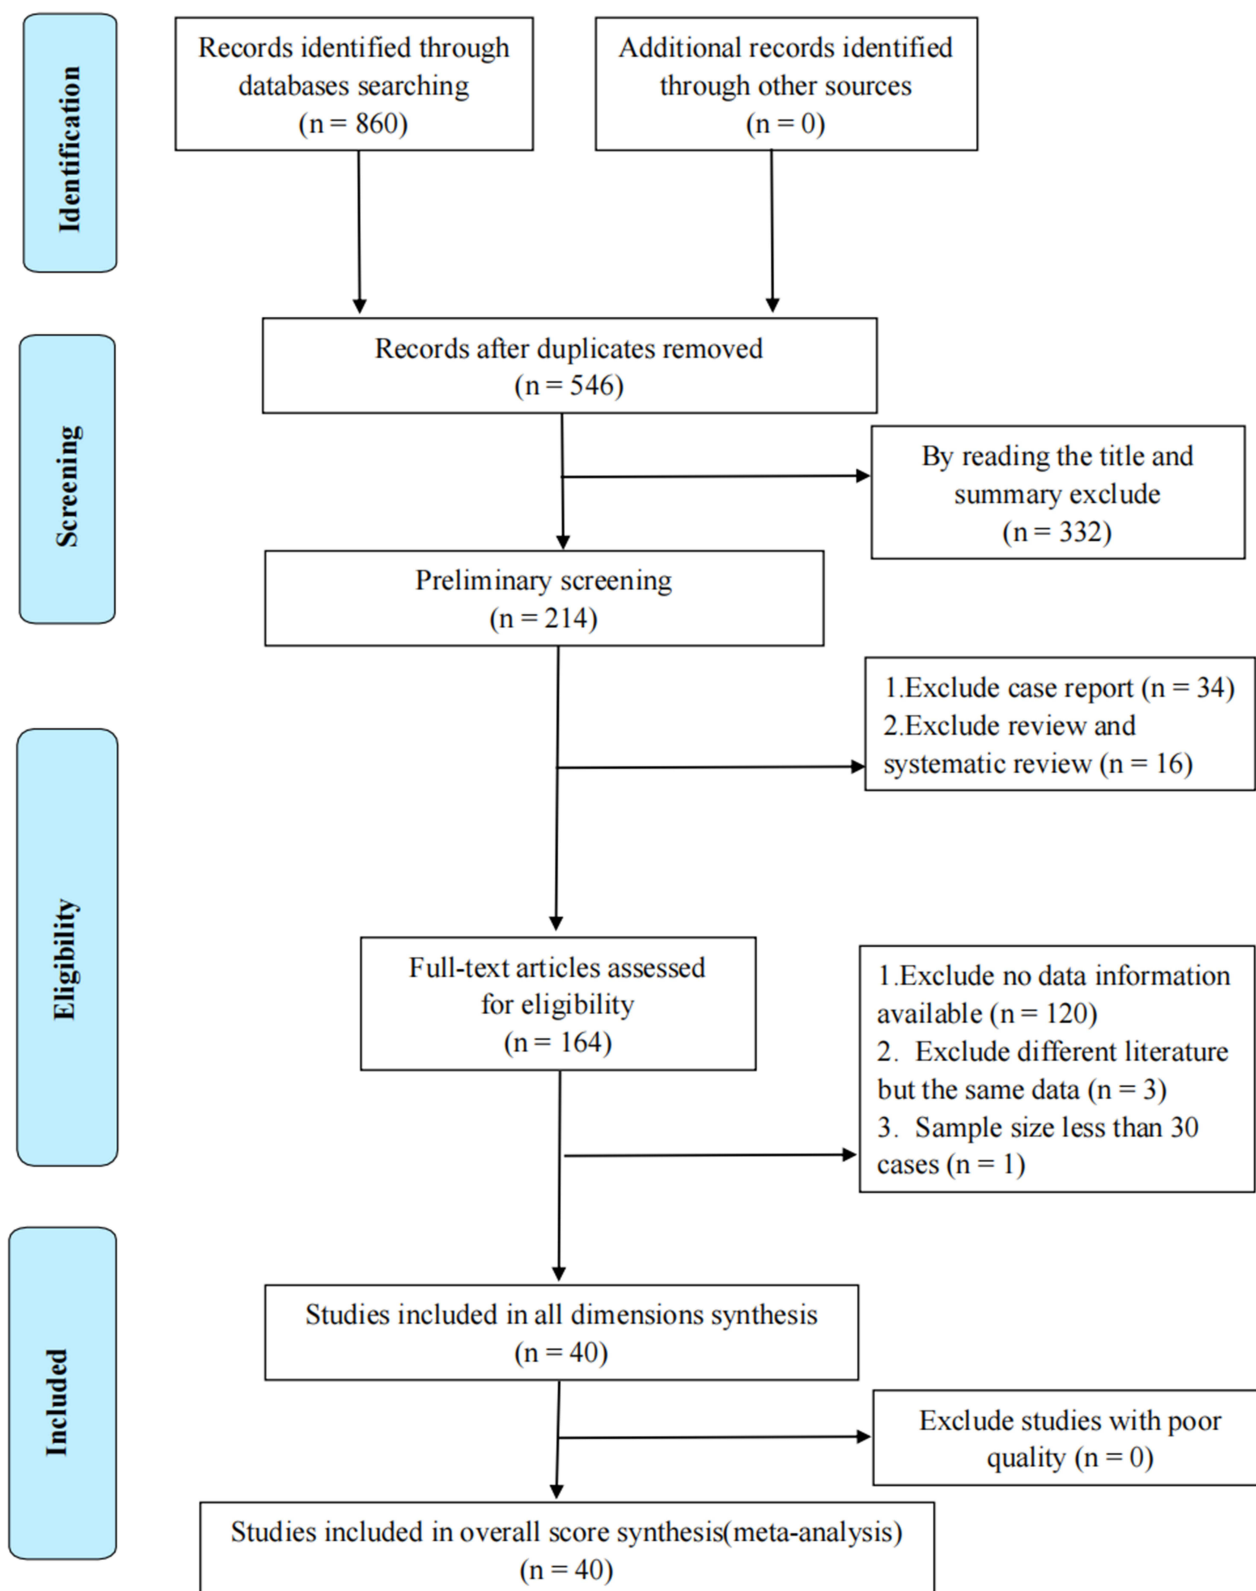 Identification
Records identified through
databases searching
(n = 860)
Additional records identified
through other sources
(n = 0)
Screening
Records after duplicates removed
(n = 546)
By reading the title and
summary exclude
(n = 332)
Preliminary screening
(n = 214)
1.Exclude case report (n = 34)
2.Exclude review and
systematic review (n = 16)
Eligibility
Full-text articles assessed
for eligibility
(n = 164)
1.Exclude no data information
available (n = 120)
2. Exclude different literature
but the same data (n = 3)
3. Sample size less than 30
cases (n = 1)
Included
Studies included in all dimensions synthesis
(n = 40)
Exclude studies with poor
quality (n = 0)
Studies included in overall score synthesis(meta-analysis)
(n = 40)